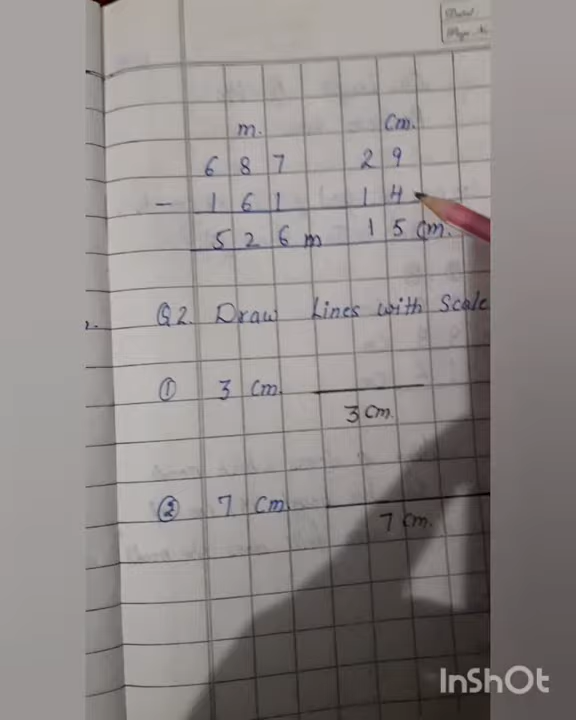 m. Cm.
6 8 7 2 9
- 1 6 1 1 4
5 2 6 m 1 5 Cm.
Q2. Draw Lines with Scale
① 3 Cm.
3 Cm.
② 7 Cm.
7 Cm.
InShOt